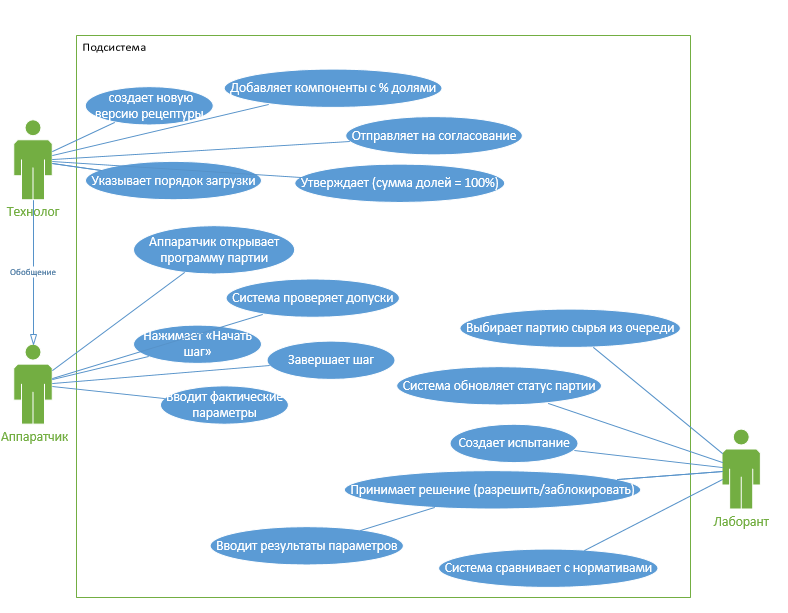 Подсистема
создает новую
версию рецептуры
Добавляет компоненты с % долями
Отправляет на согласование
Указывает порядок загрузки
Утверждает (сумма долей = 100%)
Технолог
Аппаратчик открывает
программу партии
Обобщение
Система проверяет допуски
Нажимает «Начать
шаг»
Завершает шаг
Вводит фактические
параметры
Аппаратчик
Выбирает партию сырья из очереди
Система обновляет статус партии
Создает испытание
Принимает решение (разрешить/заблокировать)
Лаборант
Вводит результаты параметров
Система сравнивает с нормативами